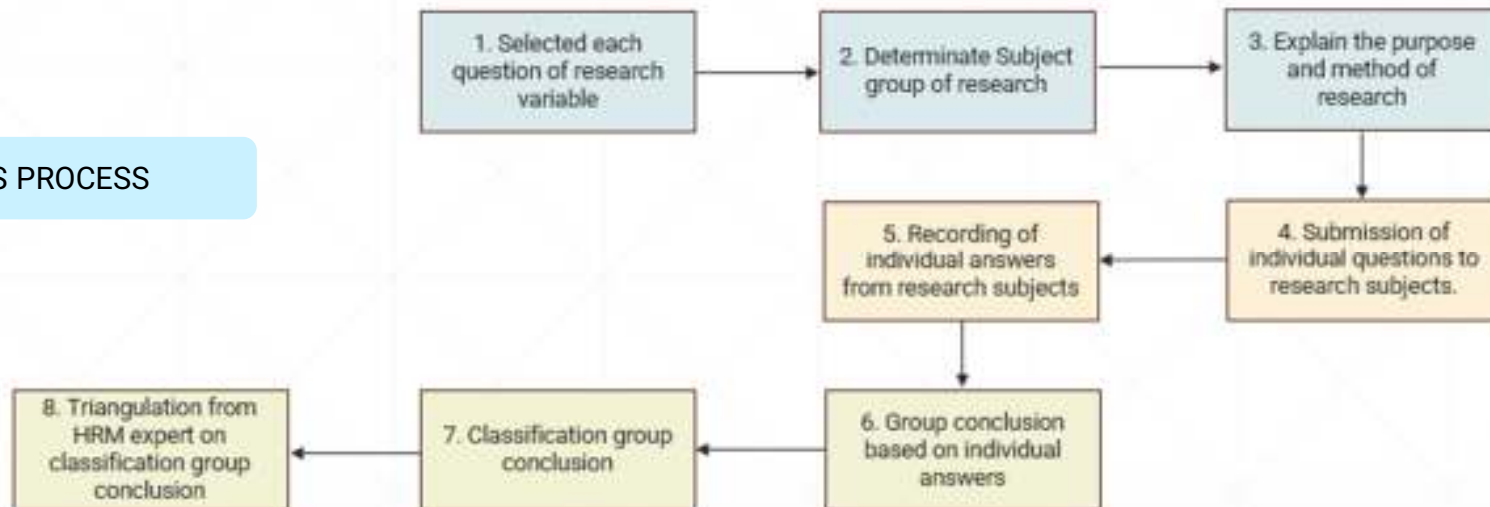 1. Selected each
question of research
variable
2. Determinate Subject
group of research
3. Explain the purpose
and method of
research
S PROCESS
5. Recording of
individual answers
from research subjects
4. Submission of
individual questions to
research subjects.
8. Triangulation from
HRM expert on
classification group
conclusion
7. Classification group
conclusion
6. Group conclusion
based on individual
answers